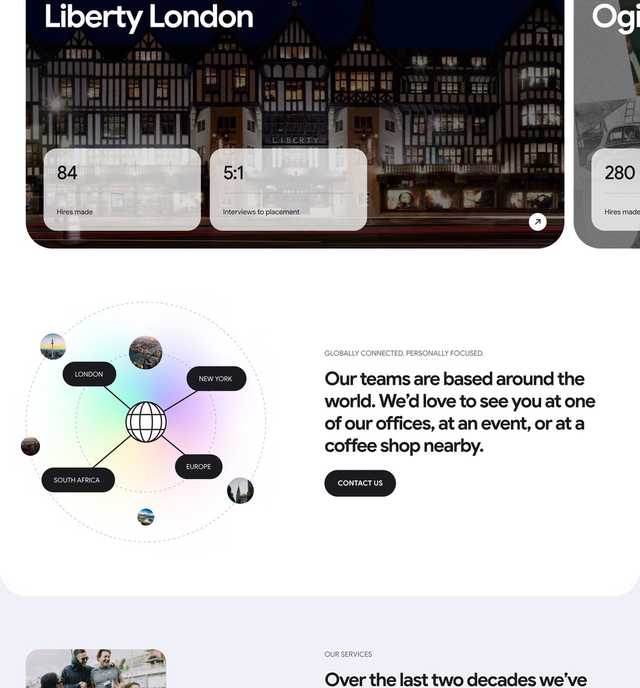 Liberty London
Ogi
LIBERTY
84
Hires made
5:1
Interviews to placement
280
Hires made
LONDON
NEW YORK
EUROPE
SOUTH AFRICA
GLOBALLY CONNECTED. PERSONALLY FOCUSED.
Our teams are based around the
world. We’d love to see you at one
of our offices, at an event, or at a
coffee shop nearby.
CONTACT US
OUR SERVICES
Over the last two decades we’ve